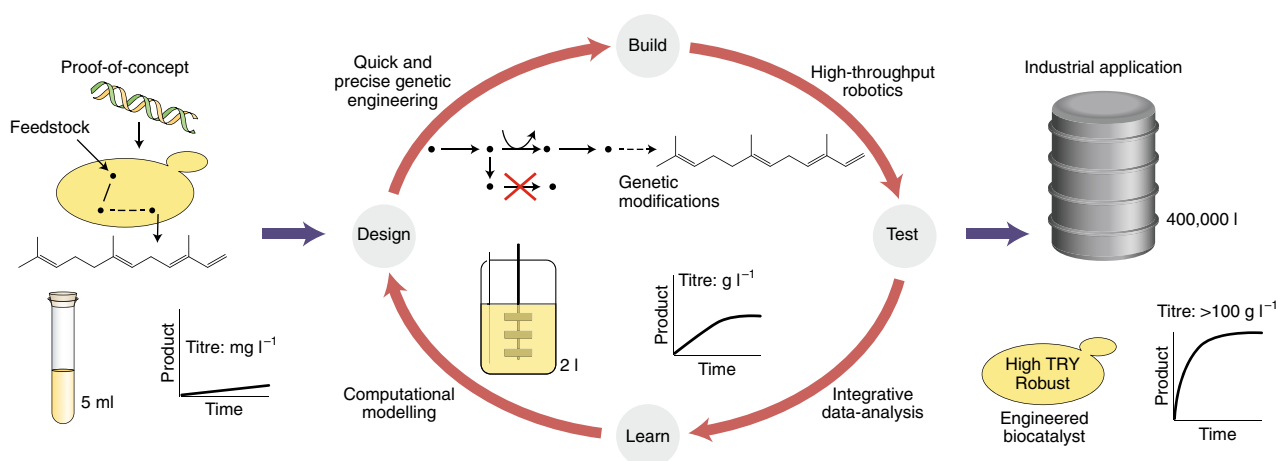 Proof-of-concept
Feedstock
5 ml
Product
Titre: mg l⁻¹
Time
Build
Quick and
precise genetic
engineering
High-throughput
robotics
Genetic
modifications
Design
Test
2 l
Titre: g l⁻¹
Product
Time
Computational
modelling
Integrative
data-analysis
Learn
Industrial application
400,000 l
High TRY
Robust
Engineered
biocatalyst
Titre: >100 g l⁻¹
Product
Time